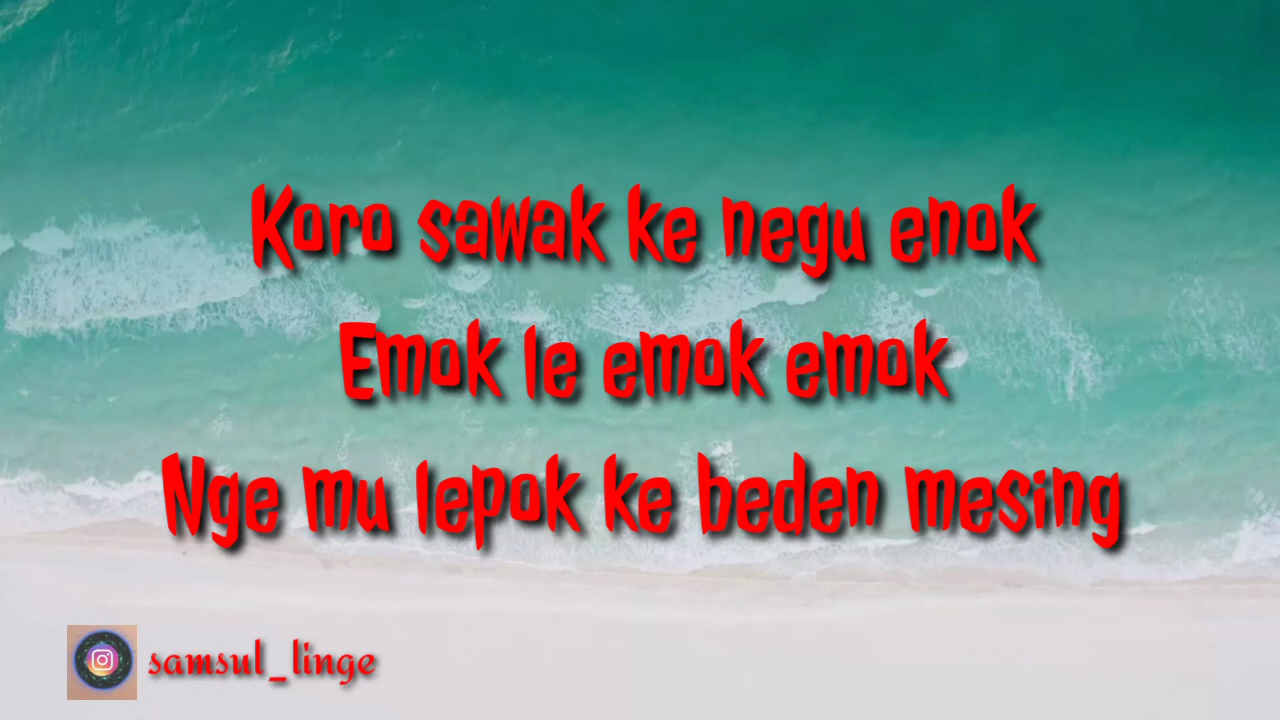 Koro sawak ke negu enok
Emok le emok emok
Nge mu lepok ke beden mesing
samsul_linge